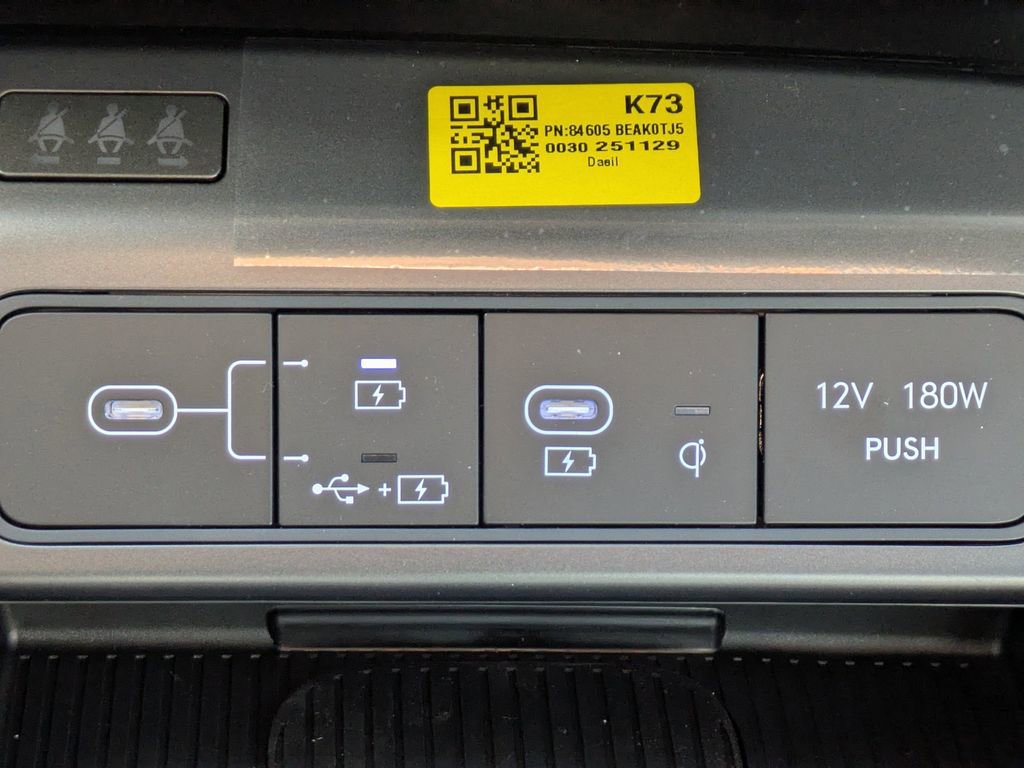 K73
PN:84605 BEAK0TJ5
0030 251129
Daeil
12V 180W
PUSH